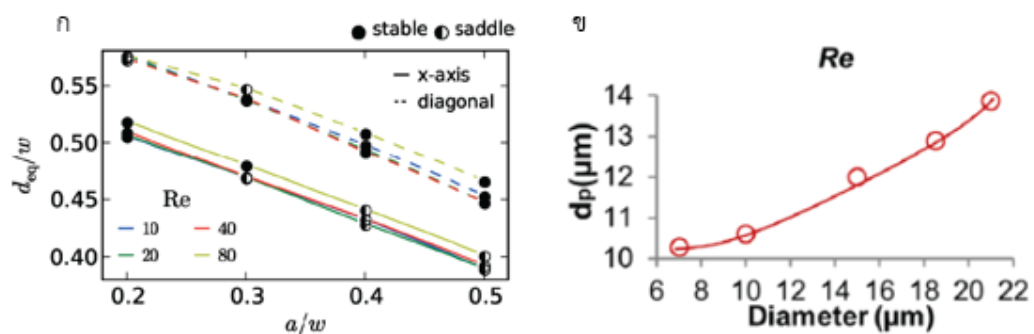 ก
stable saddle
x-axis
diagonal
d_eq/w
0.55
0.50
0.45
0.40
Re
10 40
20 80
0.2 0.3 0.4 0.5
a/w
ข
Re
dp(μm)
14
13
12
11
10
6 8 10 12 14 16 18 20 22
Diameter (μm)